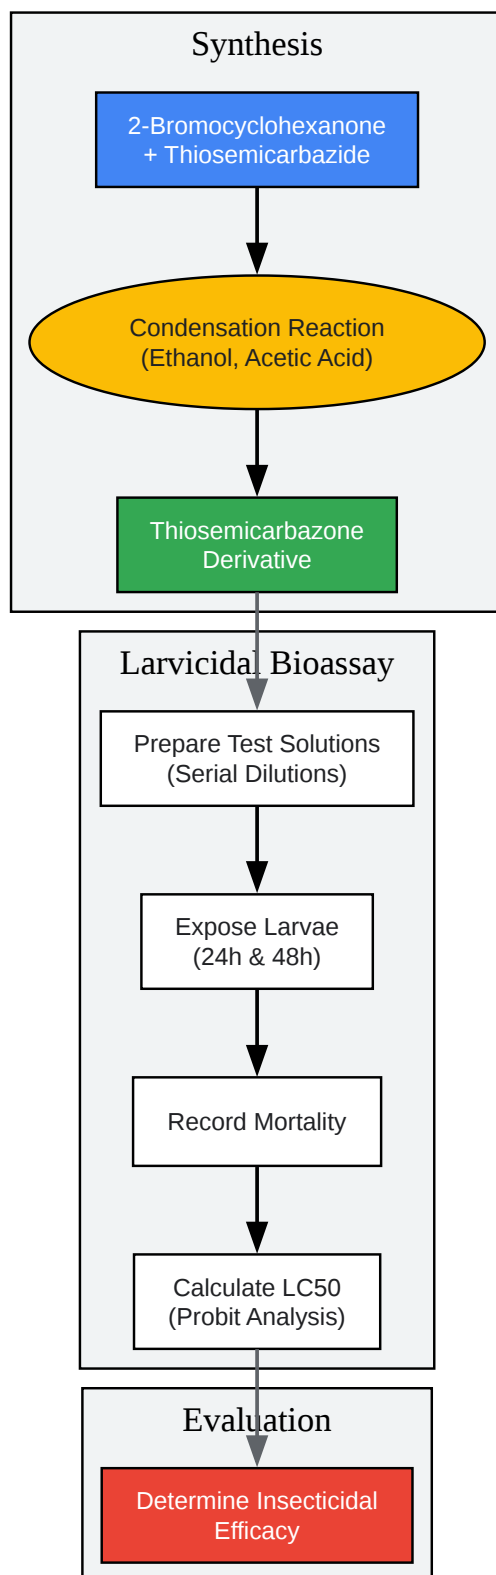 Synthesis
2-Bromocyclohexanone
+ Thiosemicarbazide
Condensation Reaction
(Ethanol, Acetic Acid)
Thiosemicarbazone
Derivative
Larvicidal Bioassay
Prepare Test Solutions
(Serial Dilutions)
Expose Larvae
(24h & 48h)
Record Mortality
Calculate LC50
(Probit Analysis)
Evaluation
Determine Insecticidal
Efficacy